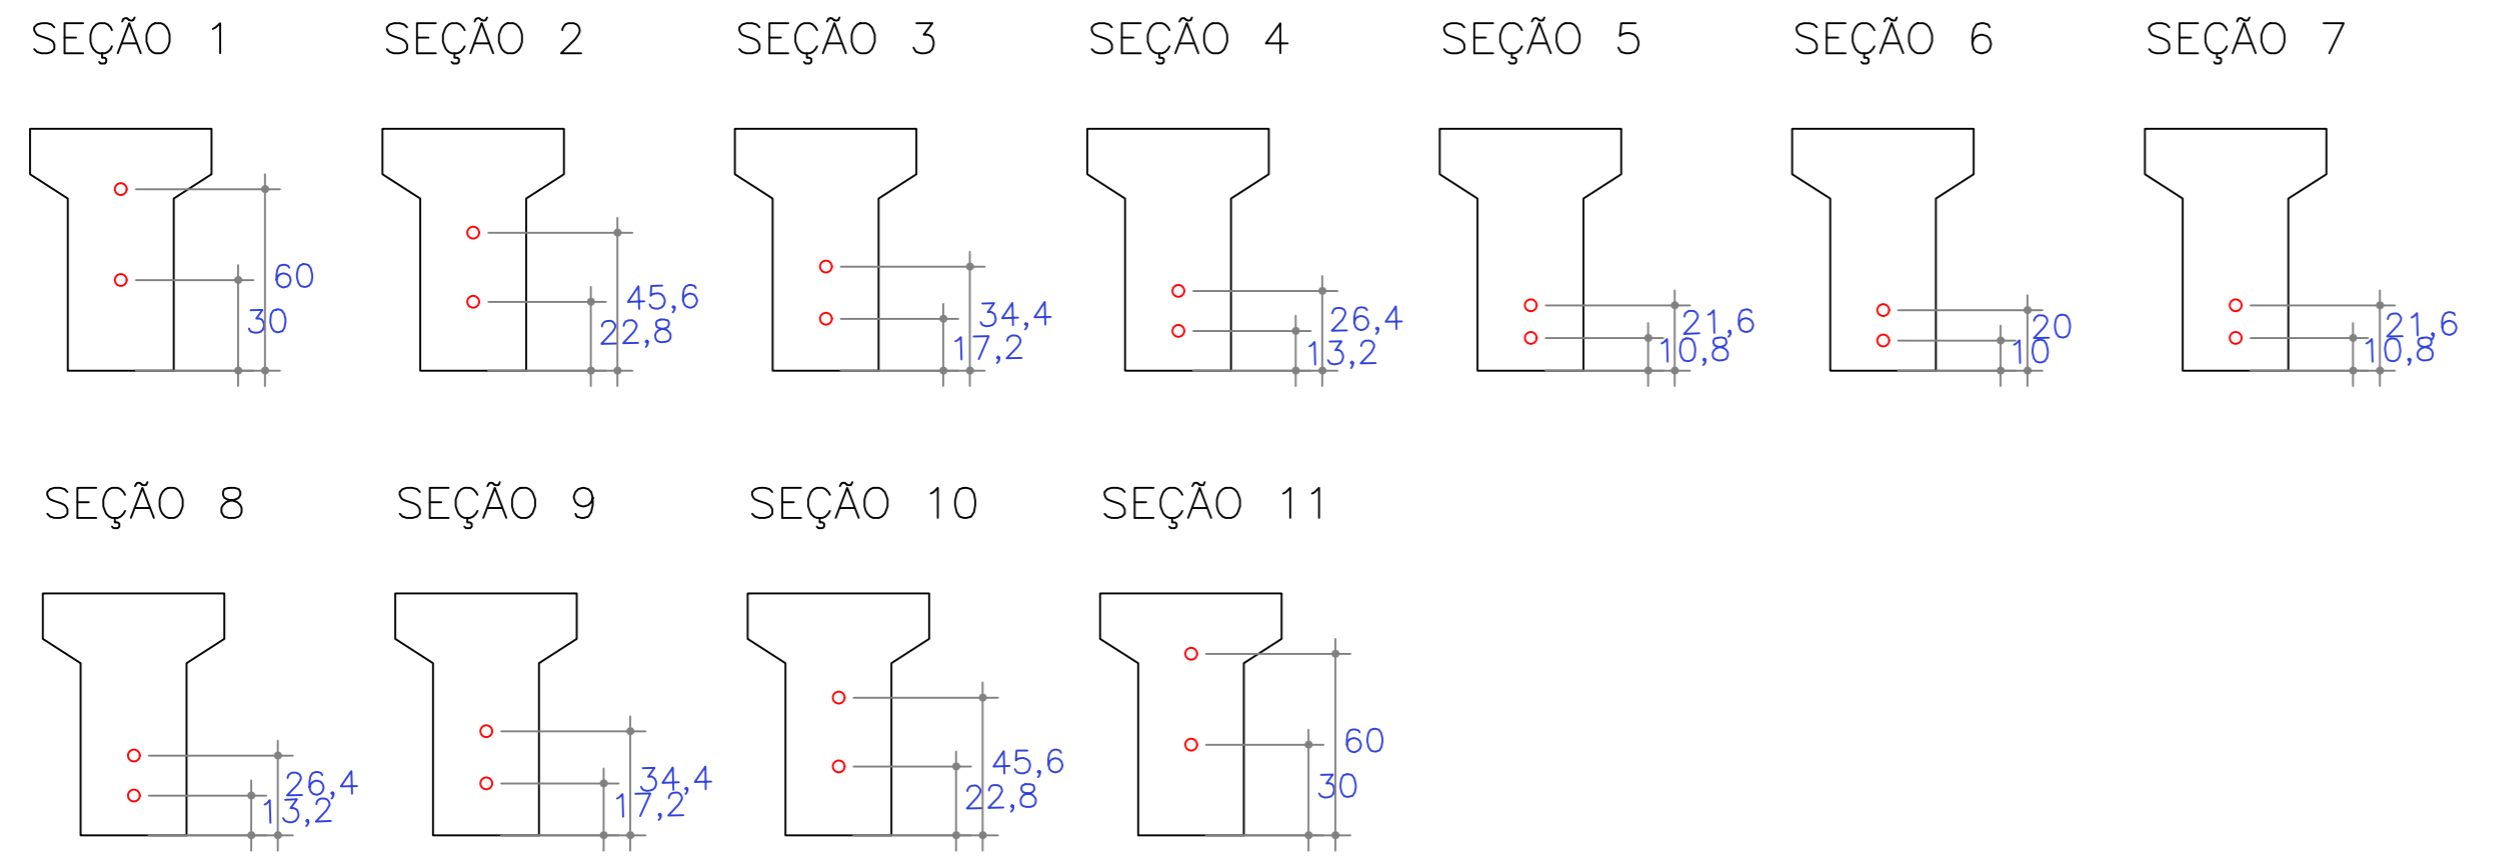 SEÇÃO 1
SEÇÃO 2
SEÇÃO 3
SEÇÃO 4
SEÇÃO 5
SEÇÃO 6
SEÇÃO 7
60
30
45,6
22,8
34,4
17,2
26,4
13,2
21,6
10,8
20
10
21,6
10,8
SEÇÃO 8
SEÇÃO 9
SEÇÃO 10
SEÇÃO 11
26,4
13,2
34,4
17,2
45,6
22,8
60
30